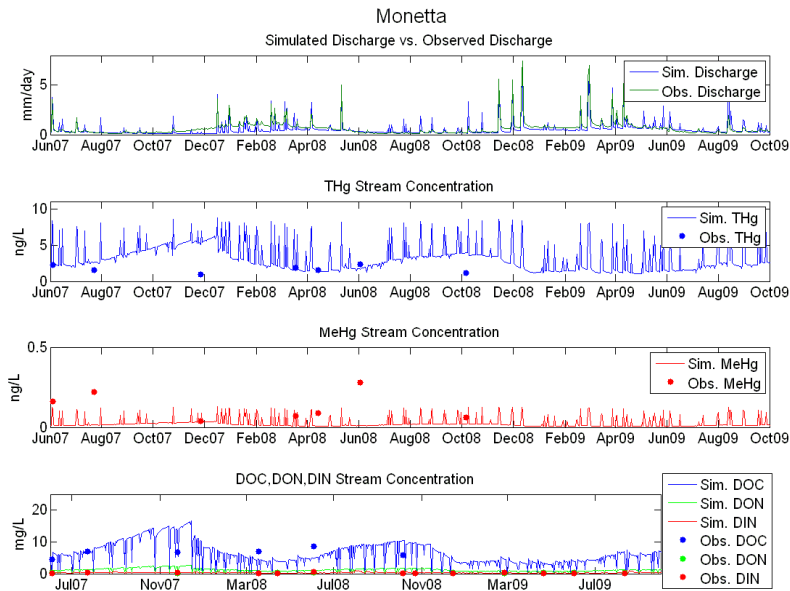 Monetta
Simulated Discharge vs. Observed Discharge
mm/day
5
0
Sim. Discharge
Obs. Discharge
Jun07 Aug07 Oct07 Dec07 Feb08 Apr08 Jun08 Aug08 Oct08 Dec08 Feb09 Apr09 Jun09 Aug09 Oct09
THg Stream Concentration
ng/L
10
5
0
Sim. THg
Obs. THg
Jun07 Aug07 Oct07 Dec07 Feb08 Apr08 Jun08 Aug08 Oct08 Dec08 Feb09 Apr09 Jun09 Aug09 Oct09
MeHg Stream Concentration
ng/L
0.5
0
Sim. MeHg
Obs. MeHg
Jun07 Aug07 Oct07 Dec07 Feb08 Apr08 Jun08 Aug08 Oct08 Dec08 Feb09 Apr09 Jun09 Aug09 Oct09
DOC,DON,DIN Stream Concentration
mg/L
20
10
0
Sim. DOC
Sim. DON
Sim. DIN
Obs. DOC
Obs. DON
Obs. DIN
Jul07 Nov07 Mar08 Jul08 Nov08 Mar09 Jul09